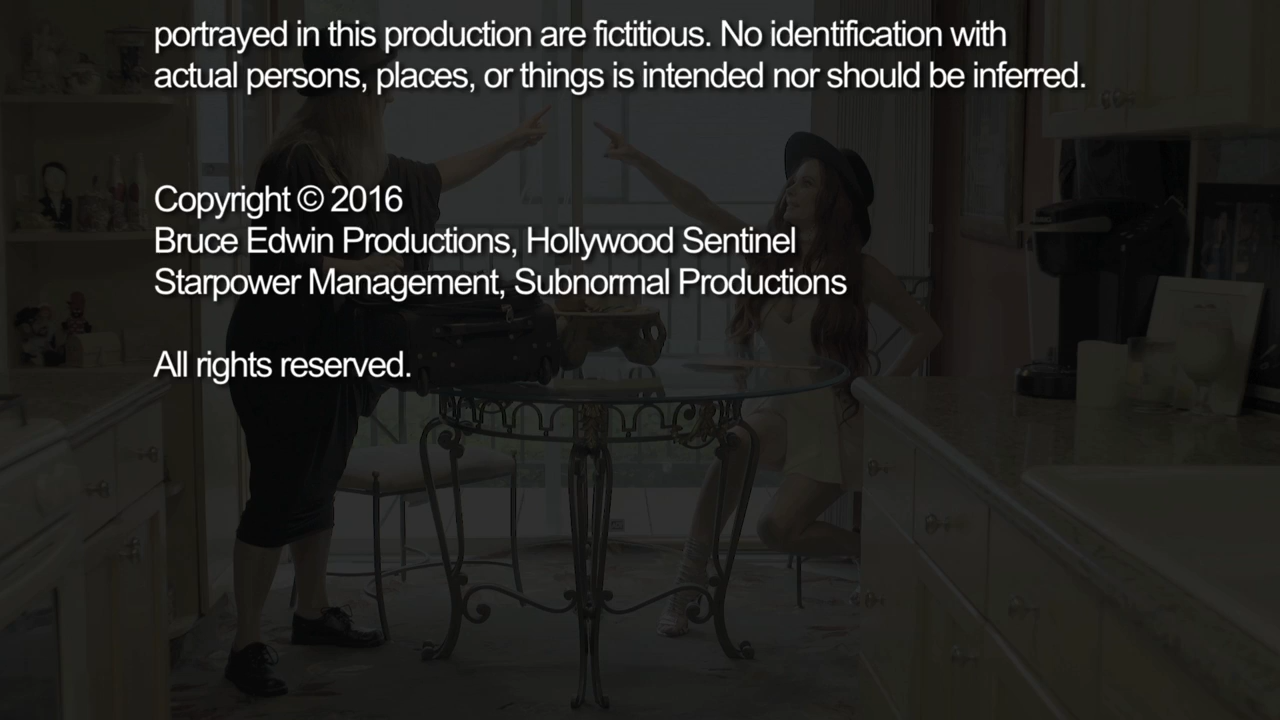 portrayed in this production are fictitious. No identification with
actual persons, places, or things is intended nor should be inferred.
Copyright © 2016
Bruce Edwin Productions, Hollywood Sentinel
Starpower Management, Subnormal Productions
All rights reserved.